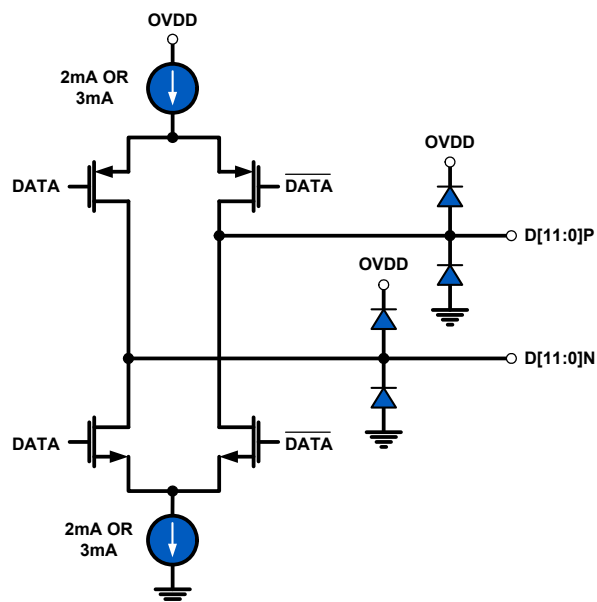 OVDD
2mA OR
3mA
OVDD
DATA
DATA
D[11:0]P
OVDD
D[11:0]N
DATA
DATA
2mA OR
3mA